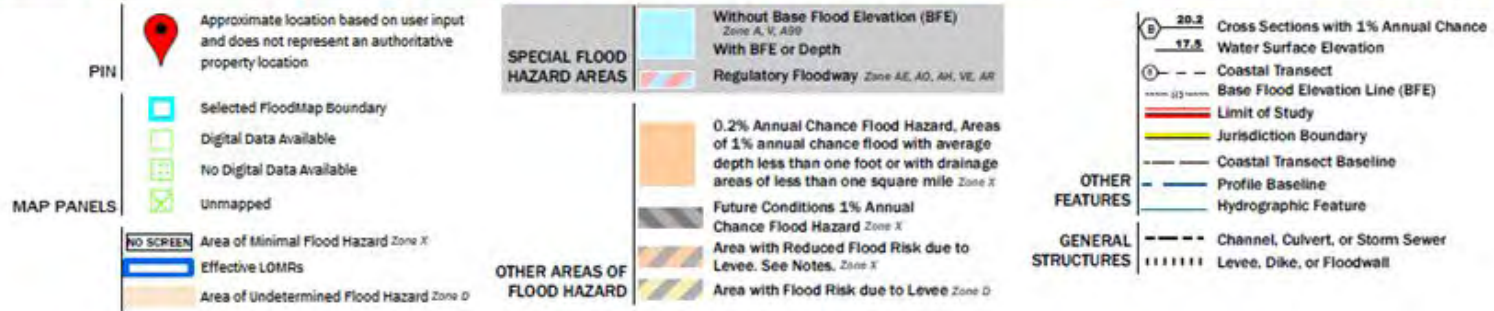 PIN
Approximate location based on user input
and does not represent an authoritative
property location
MAP PANELS
Selected FloodMap Boundary
Digital Data Available
No Digital Data Available
Unmapped
NO SCREEN Area of Minimal Flood Hazard Zone X
Effective LOMRs
Area of Undetermined Flood Hazard Zone D
SPECIAL FLOOD
HAZARD AREAS
Without Base Flood Elevation (BFE)
Zone A, V, A99
With BFE or Depth
Regulatory Floodway Zone AE, AO, AH, VE, AR
OTHER AREAS OF
FLOOD HAZARD
0.2% Annual Chance Flood Hazard, Areas
of 1% annual chance flood with average
depth less than one foot or with drainage
areas of less than one square mile Zone X
Future Conditions 1% Annual
Chance Flood Hazard Zone X
Area with Reduced Flood Risk due to
Levee. See Notes. Zone X
Area with Flood Risk due to Levee Zone D
OTHER
FEATURES
B 20.2 Cross Sections with 1% Annual Chance
17.5 Water Surface Elevation
Coastal Transect
Base Flood Elevation Line (BFE)
Limit of Study
Jurisdiction Boundary
Coastal Transect Baseline
Profile Baseline
Hydrographic Feature
GENERAL
STRUCTURES
Channel, Culvert, or Storm Sewer
Levee, Dike, or Floodwall